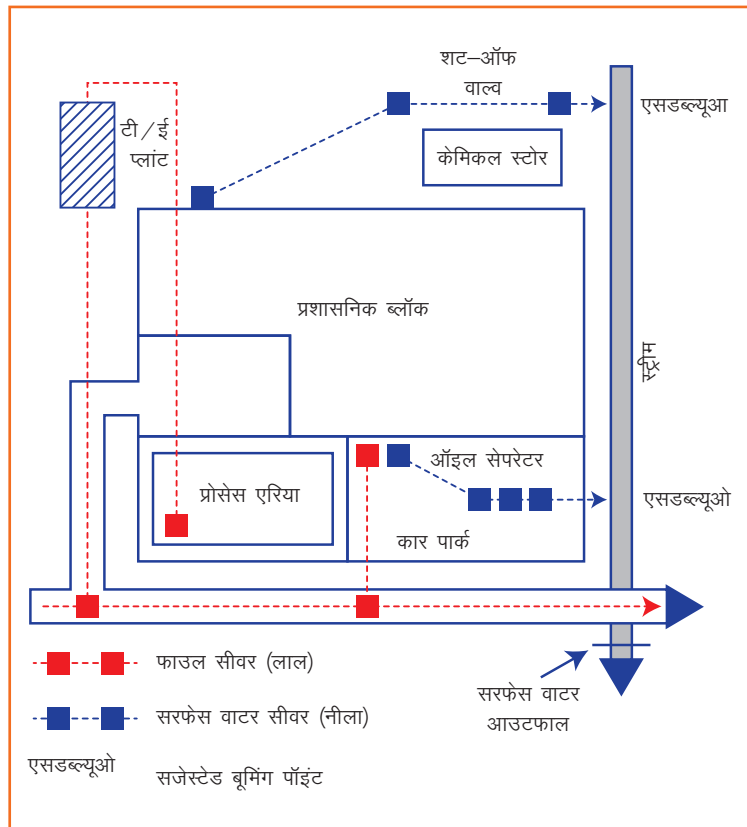 शट–ऑफ
वाल्व
एसडब्ल्यूआ
टी/ई
प्लांट
केमिकल स्टोर
प्रशासनिक ब्लॉक
स्ट्रीम
ऑइल सेपरेटर
प्रोसेस एरिया
एसडब्ल्यूओ
कार पार्क
फाउल सीवर (लाल)
सरफेस वाटर
आउटफाल
सरफेस वाटर सीवर (नीला)
एसडब्ल्यूओ
सजेस्टेड बूमिंग पॉइंट